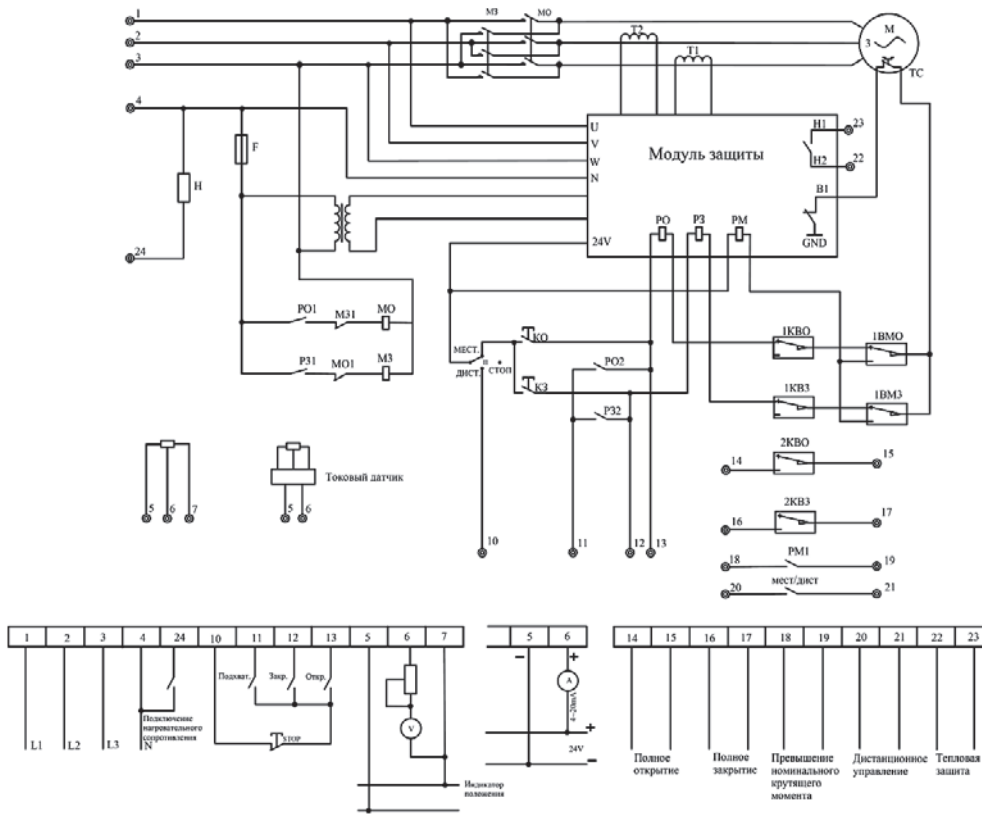 1
МЗ
МО
М
3
2
Т2
Т1
3
ТС
4
U
V
W
N
24V
Модуль защиты
Н1
23
Н2
22
В1
GND
F
Н
РО
РЗ
РМ
24
РО1
МЗ1
МО
РЗ1
МО1
МЗ
МЕСТ.
ДИСТ.
СТОП
КО
КЗ
РО2
РЗ2
1КВО
1ВМО
1КВЗ
1ВМЗ
2КВО
14
15
2КВЗ
16
17
РМ1
18
19
мест/дист
20
21
5
6
7
Токовый датчик
5
6
10
11
12
13
1 2 3 4 24 10 11 12 13 5 6 7
5 6
14 15 16 17 18 19 20 21 22 23
Подхват.
Закр.
Откр.
STOP
L1
L2
L3
N
Подключение
нагревательного
сопротивления
V
Индикатор
положения
–
+
A
4~20mA
+
24V
–
Полное
открытие
Полное
закрытие
Превышение
номинального
крутящего
момента
Дистанционное
управление
Тепловая
зашита